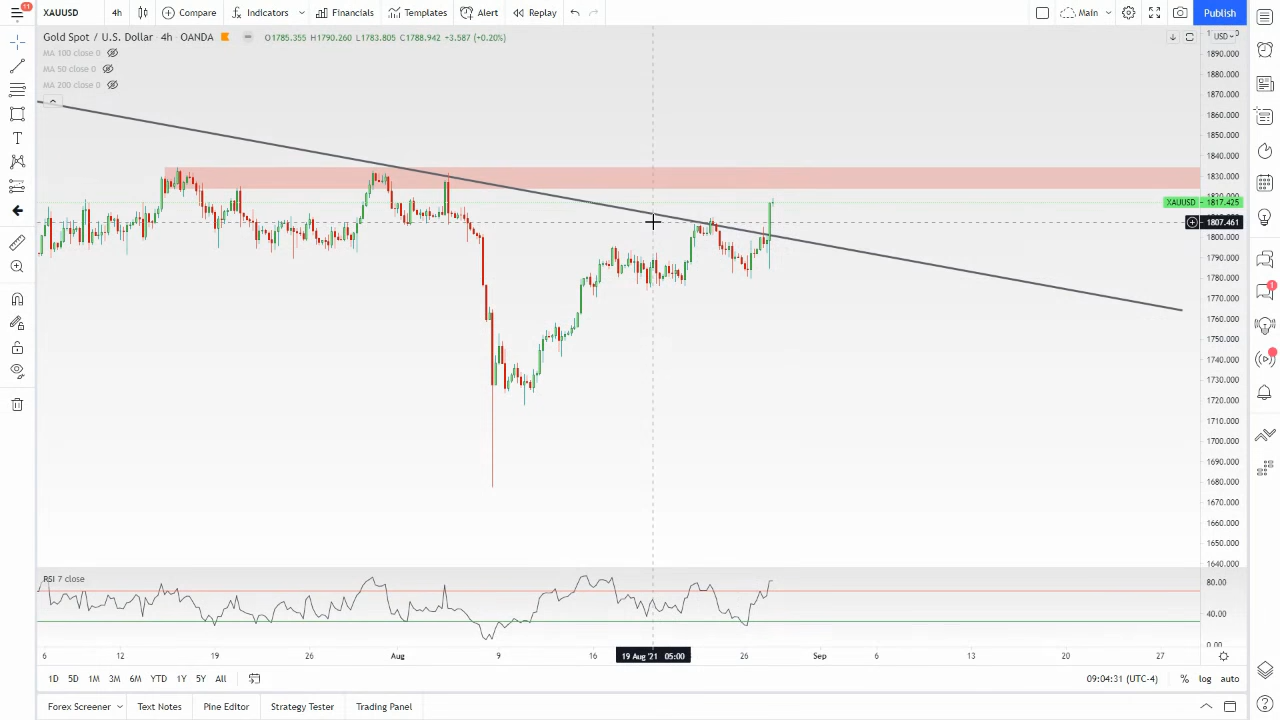 11
XAUUSD 4h Compare Indicators Financials Templates Alert Replay Main Publish
Gold Spot / U.S. Dollar · 4h · OANDA O1785.355 H1790.260 L1783.805 C1788.942 +3.587 (+0.20%)
USD
MA 100 close 0
MA 50 close 0
MA 200 close 0
1890.000
1880.000
1870.000
1860.000
1850.000
1840.000
1830.000
1820.000
XAUUSD 1817.425
1807.461
1800.000
1790.000
1780.000
1770.000
1760.000
1750.000
1740.000
1730.000
1720.000
1710.000
1700.000
1690.000
1680.000
1670.000
1660.000
1650.000
1640.000
RSI 7 close
80.00
40.00
0.00
6 12 19 26 Aug 9 16 19 Aug '21 05:00 26 Sep 6 13 20 27
1D 5D 1M 3M 6M YTD 1Y 5Y All 09:04:31 (UTC-4) % log auto
Forex Screener Text Notes Pine Editor Strategy Tester Trading Panel
1